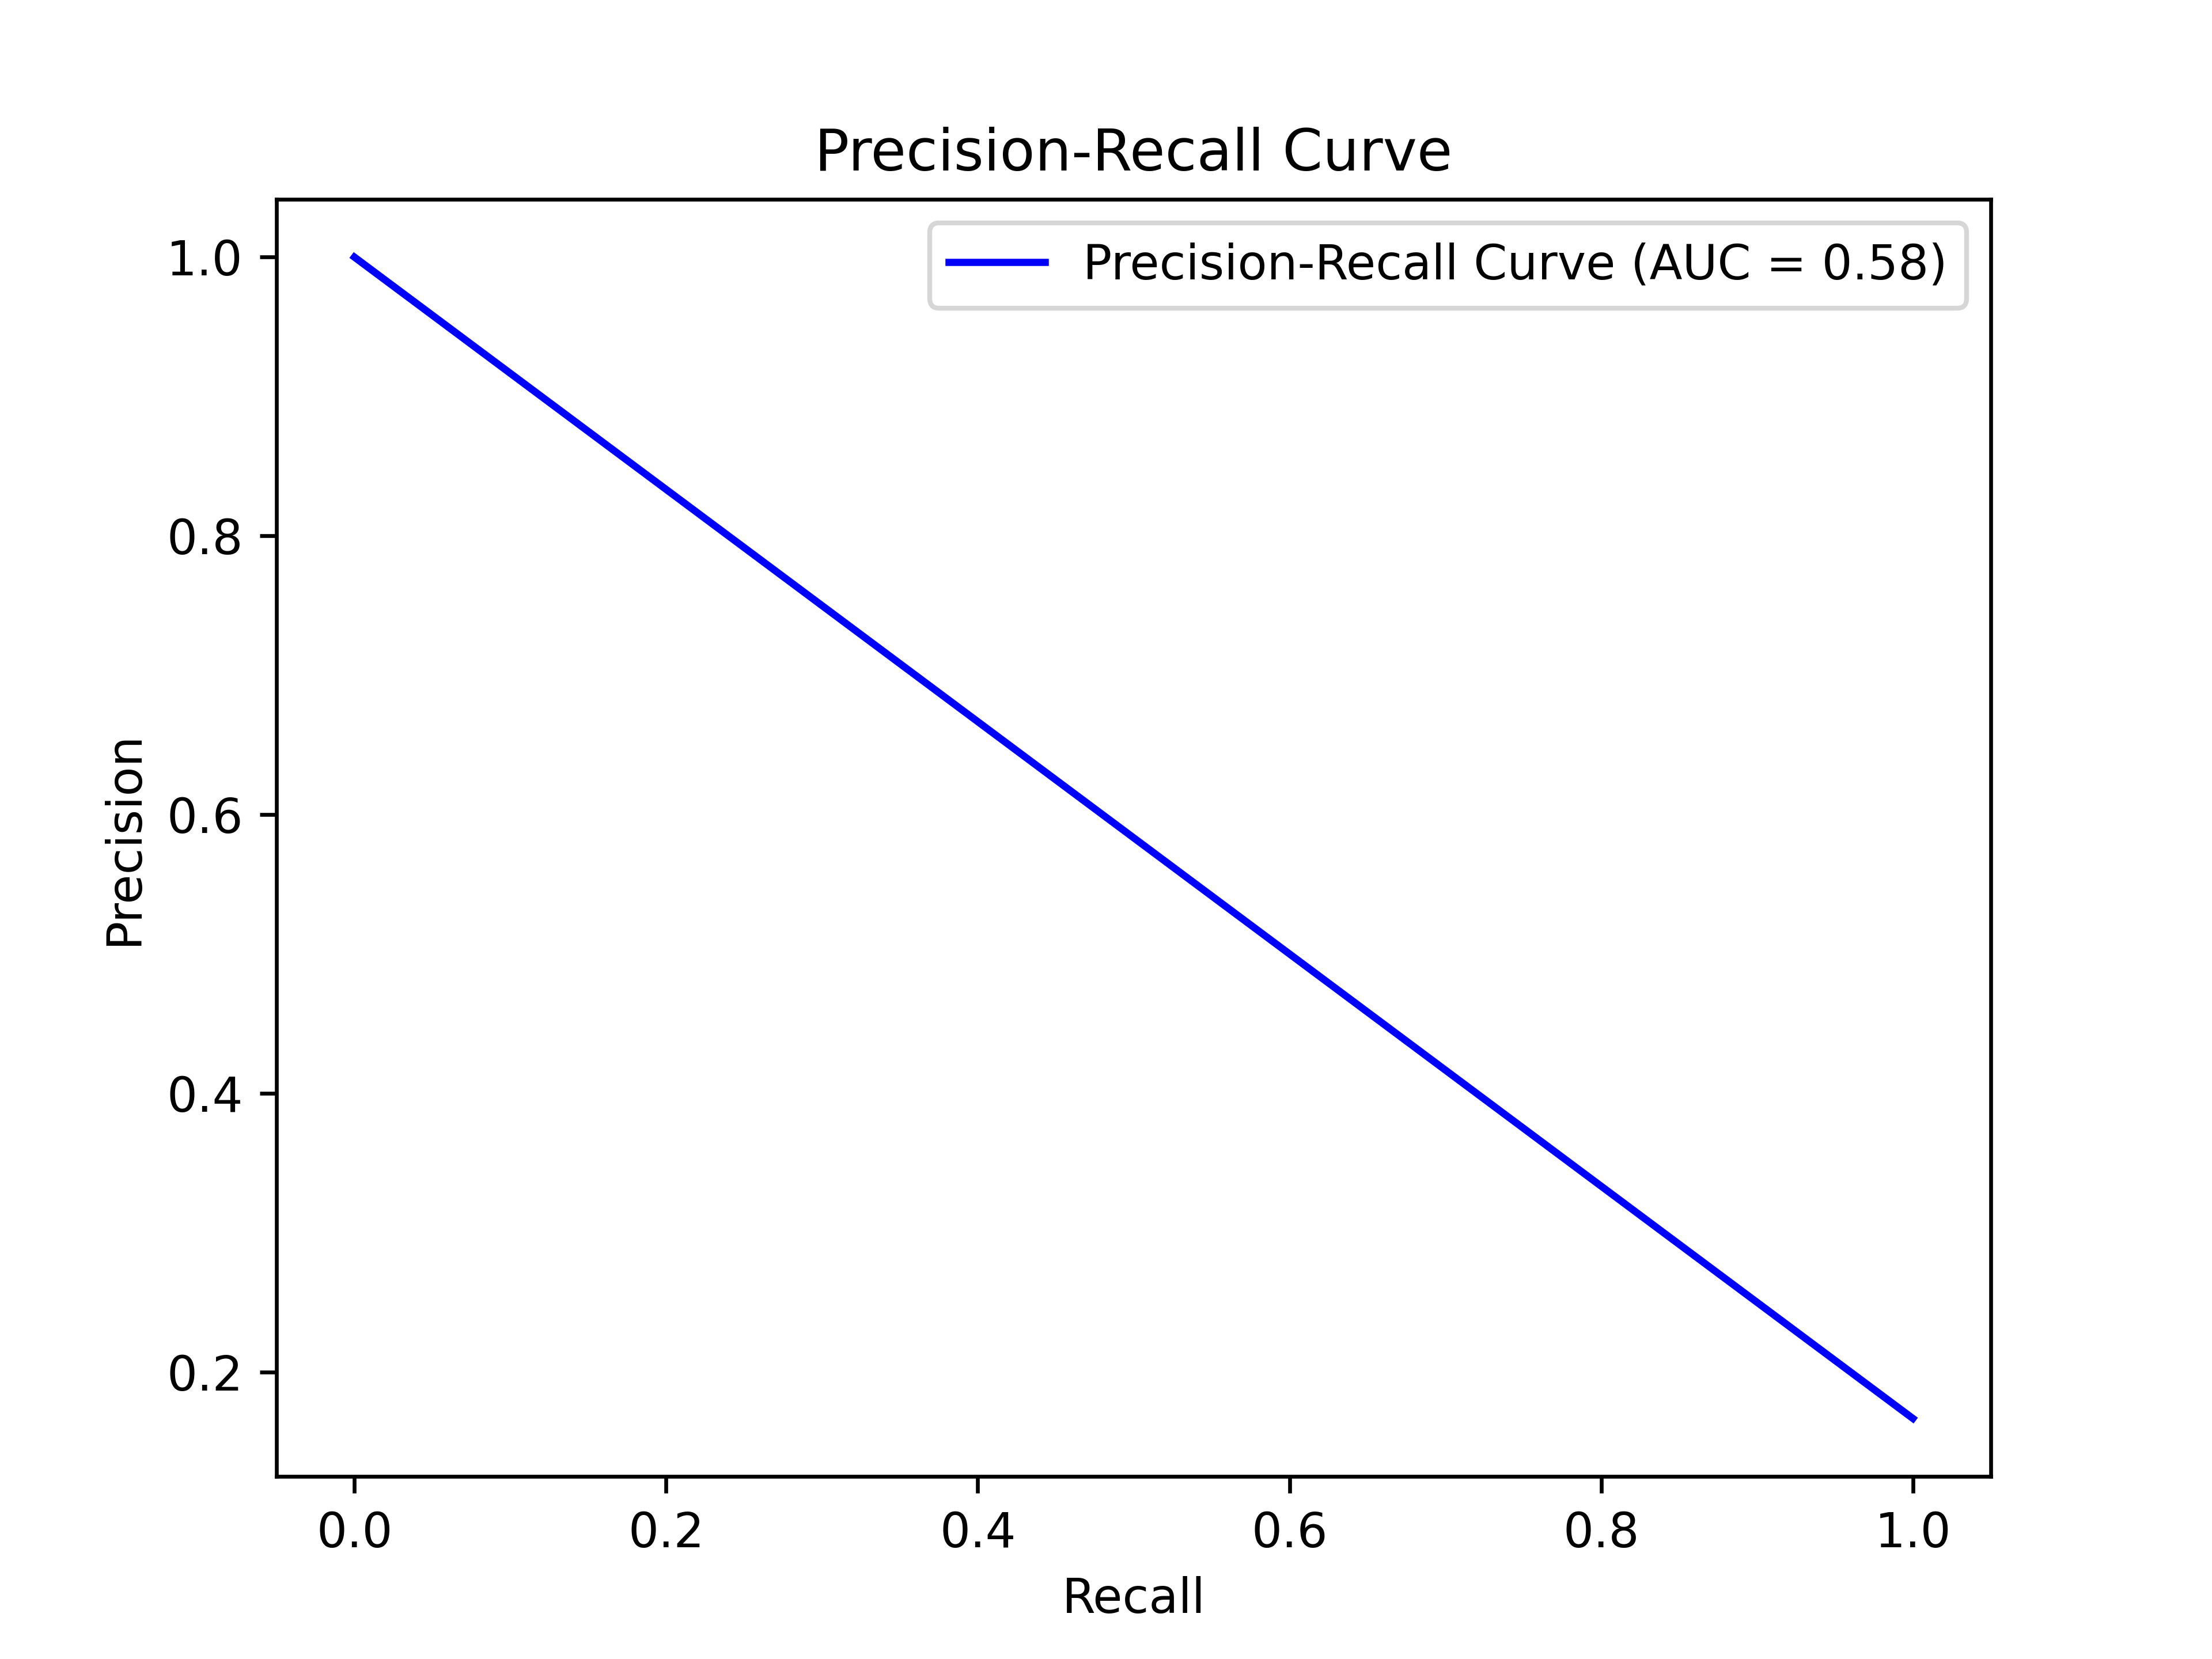 Precision-Recall Curve
Precision-Recall Curve (AUC = 0.58)
1.0
0.8
0.6
0.4
0.2
Precision
0.0 0.2 0.4 0.6 0.8 1.0
Recall